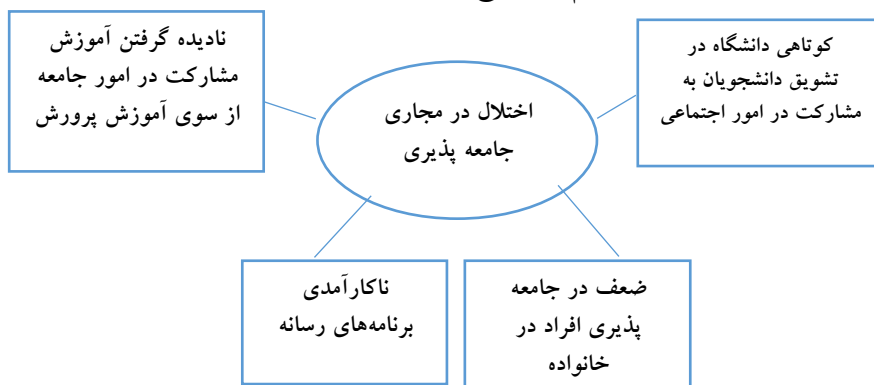 کوتاهی دانشگاه در
تشویق دانشجویان به
مشارکت در امور اجتماعی
نادیده گرفتن آموزش
مشارکت در امور جامعه
از سوی آموزش پرورش
اختلال در مجاری
جامعه پذیری
ضعف در جامعه
پذیری افراد در
خانواده
ناکارآمدی
برنامه‌های رسانه